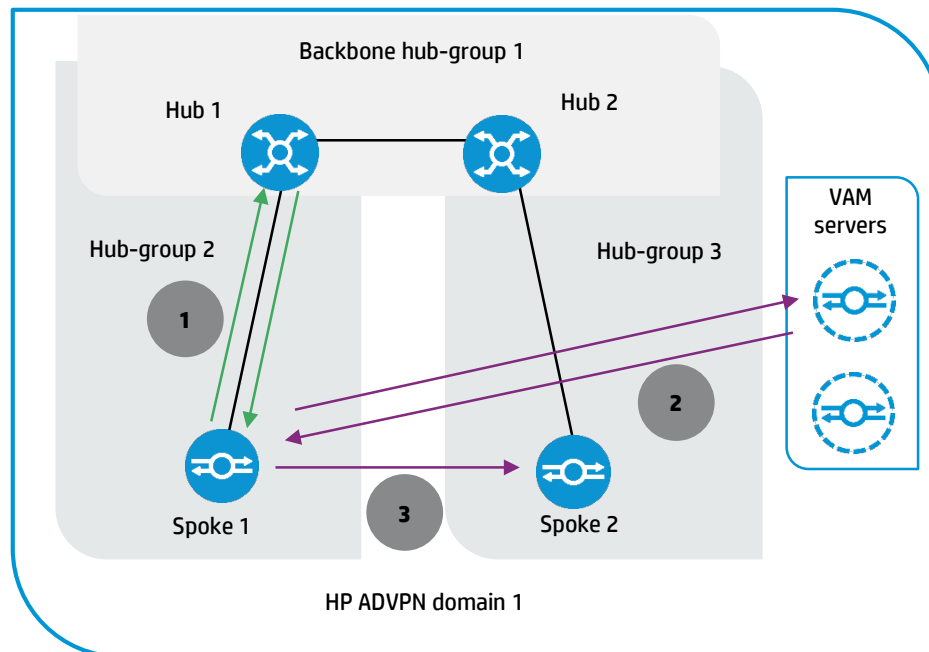 Backbone hub-group 1
Hub 1
Hub 2
VAM
servers
Hub-group 2
Hub-group 3
1
2
3
Spoke 1
Spoke 2
HP ADVPN domain 1